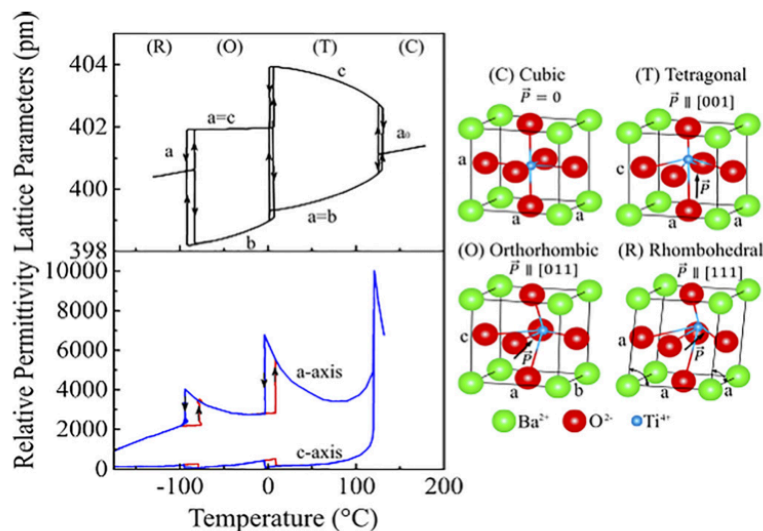 (R) (O) (T) (C)
Lattice Parameters (pm)
404
402
400
398
a
a=c
b
c
a=b
a₀
Relative Permittivity
10000
8000
6000
4000
2000
0
a-axis
c-axis
-100 0 100 200
Temperature (°C)
(C) Cubic
P⃗ = 0
a
a
a
(T) Tetragonal
P⃗ ∥ [001]
c
P⃗
a
a
(O) Orthorhombic
P⃗ ∥ [011]
c
P⃗
a
b
(R) Rhombohedral
P⃗ ∥ [111]
a
P⃗
a
a
Ba²⁺ O²⁻ Ti⁴⁺